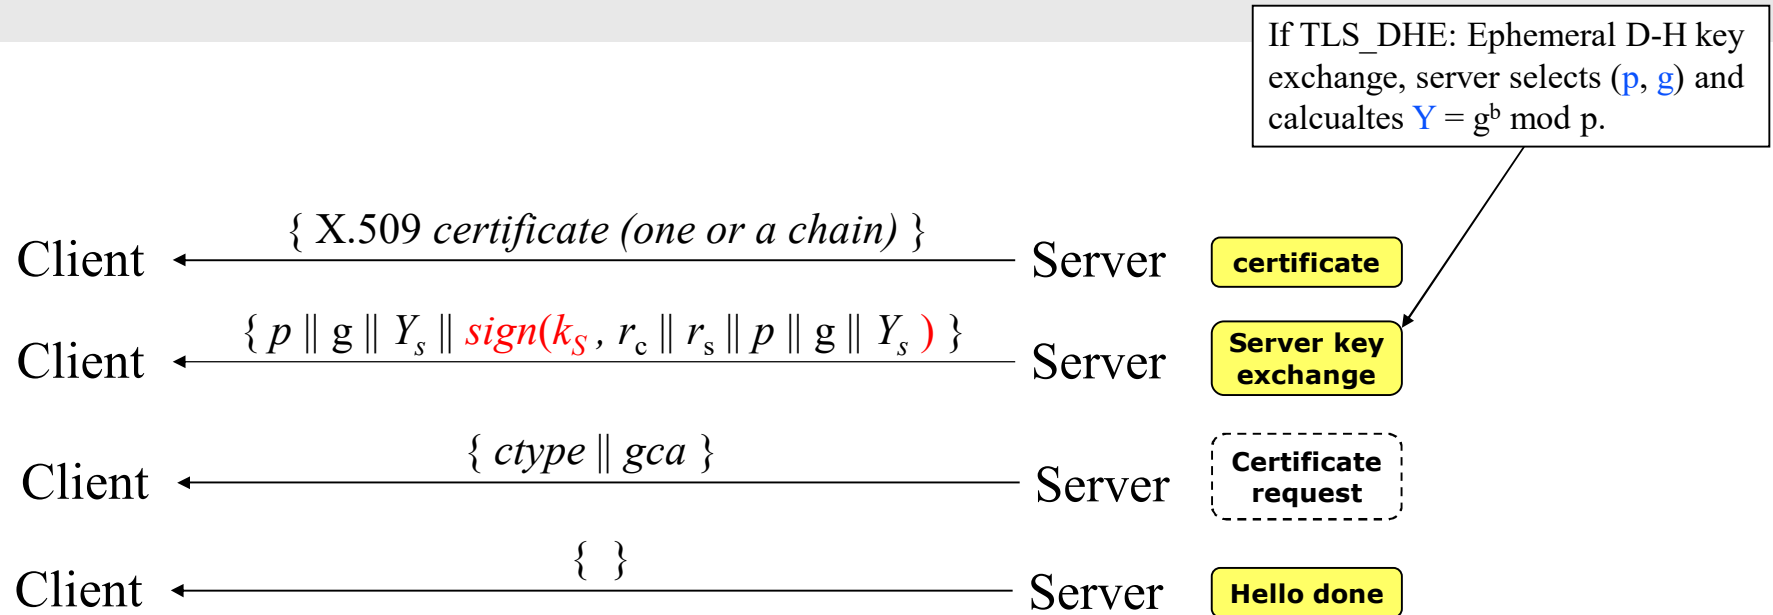 If TLS_DHE: Ephemeral D-H key
exchange, server selects (p, g) and
calcualtes Y = g^b mod p.
{ X.509 certificate (one or a chain) }
Client Server certificate
{ p || g || Y_s || sign(k_S , r_c || r_s || p || g || Y_s ) }
Client Server Server key
exchange
{ ctype || gca }
Client Server Certificate
request
{ }
Client Server Hello done